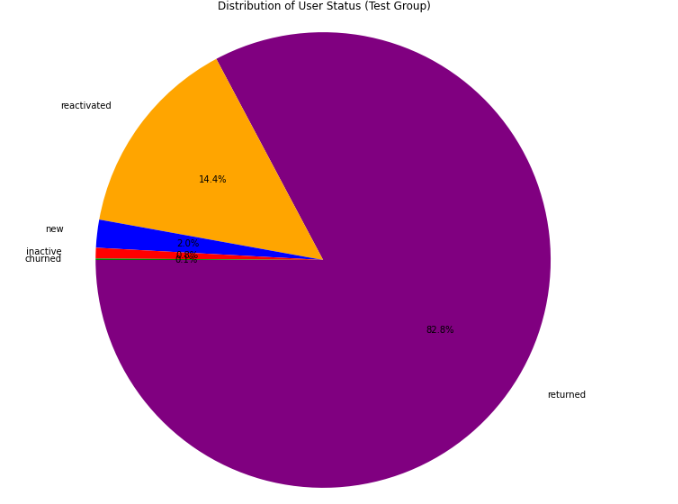 Distribution of User Status (Test Group)
reactivated
14.4%
new
2.0%
inactive
churned
0.1%
82.8%
returned